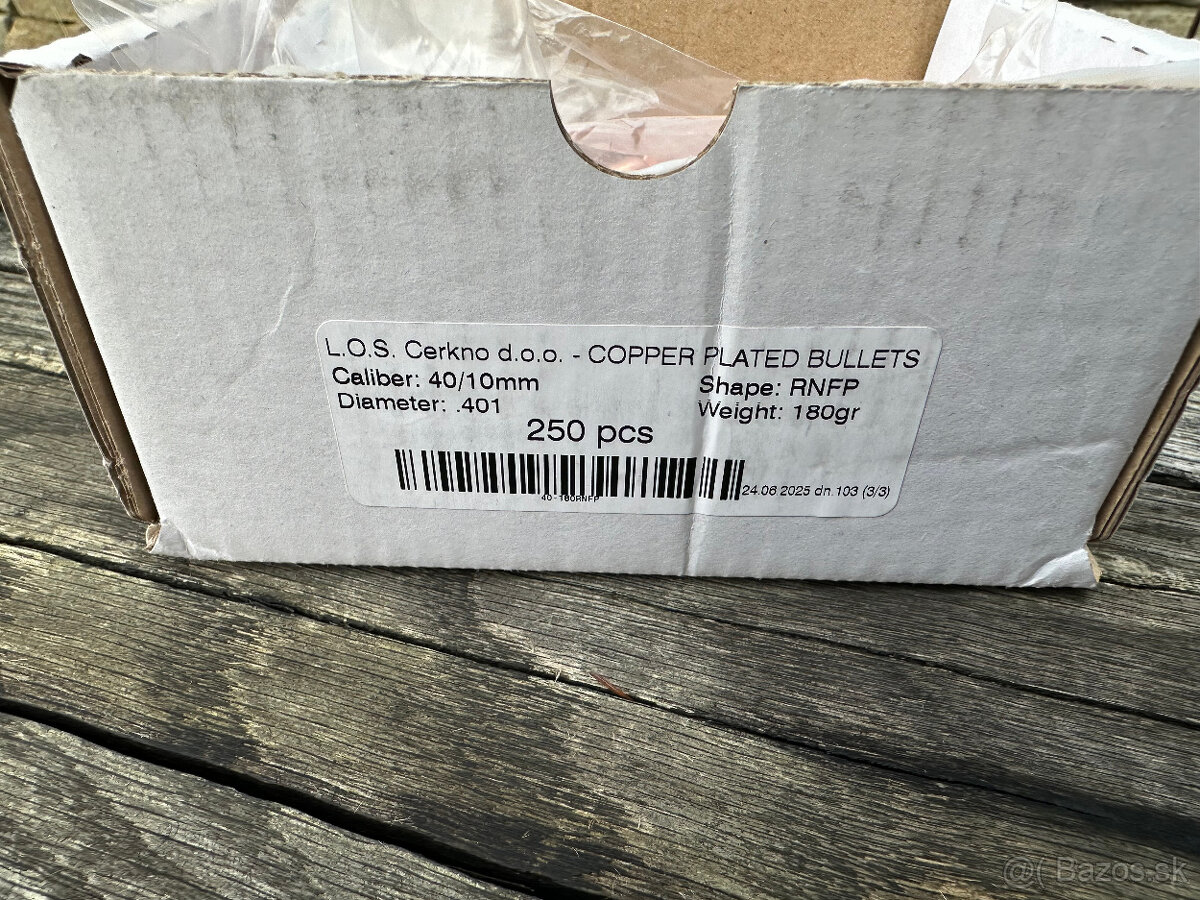 L.O.S. Cerkno d.o.o. - COPPER PLATED BULLETS
Caliber: 40/10mm Shape: RNFP
Diameter: .401 Weight: 180gr
250 pcs
40-180RNFP
24.06 2025 dn.103 (3/3)
@( Bazos.sk